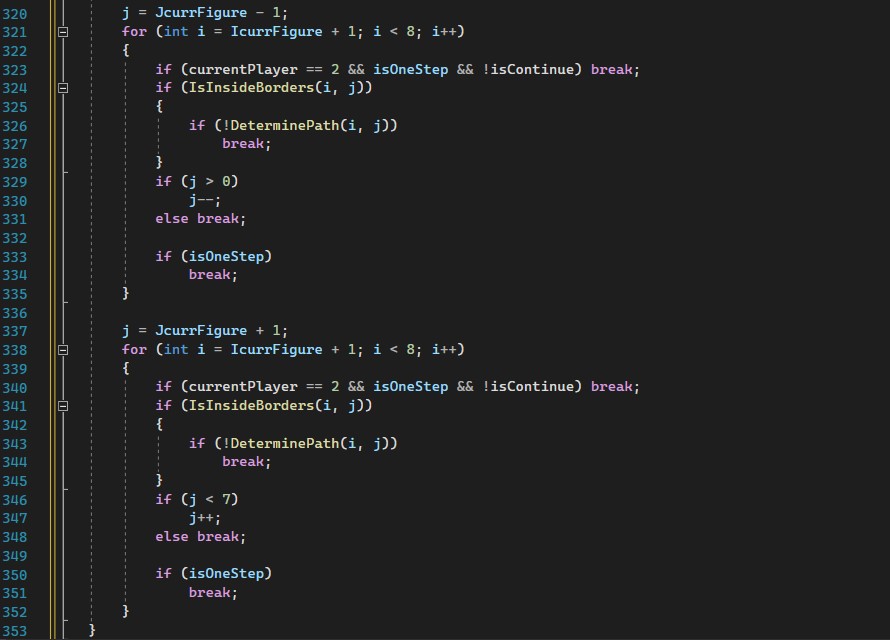 320 j = JcurrFigure - 1;
321 for (int i = IcurrFigure + 1; i < 8; i++)
322 {
323 if (currentPlayer == 2 && isOneStep && !isContinue) break;
324 if (IsInsideBorders(i, j))
325 {
326 if (!DeterminePath(i, j))
327 break;
328 }
329 if (j > 0)
330 j--;
331 else break;
332
333 if (isOneStep)
334 break;
335 }
336
337 j = JcurrFigure + 1;
338 for (int i = IcurrFigure + 1; i < 8; i++)
339 {
340 if (currentPlayer == 2 && isOneStep && !isContinue) break;
341 if (IsInsideBorders(i, j))
342 {
343 if (!DeterminePath(i, j))
344 break;
345 }
346 if (j < 7)
347 j++;
348 else break;
349
350 if (isOneStep)
351 break;
352 }
353 }